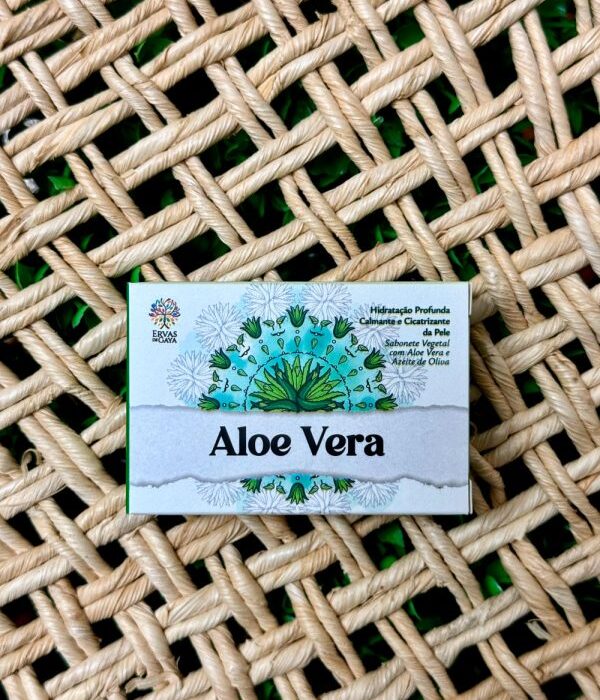 ERVAS
DE GAYA
Hidratação Profunda
Calmante e Cicatrizante
da Pele
Sabonete Vegetal
com Aloe Vera e
Azeite de Oliva
Aloe Vera